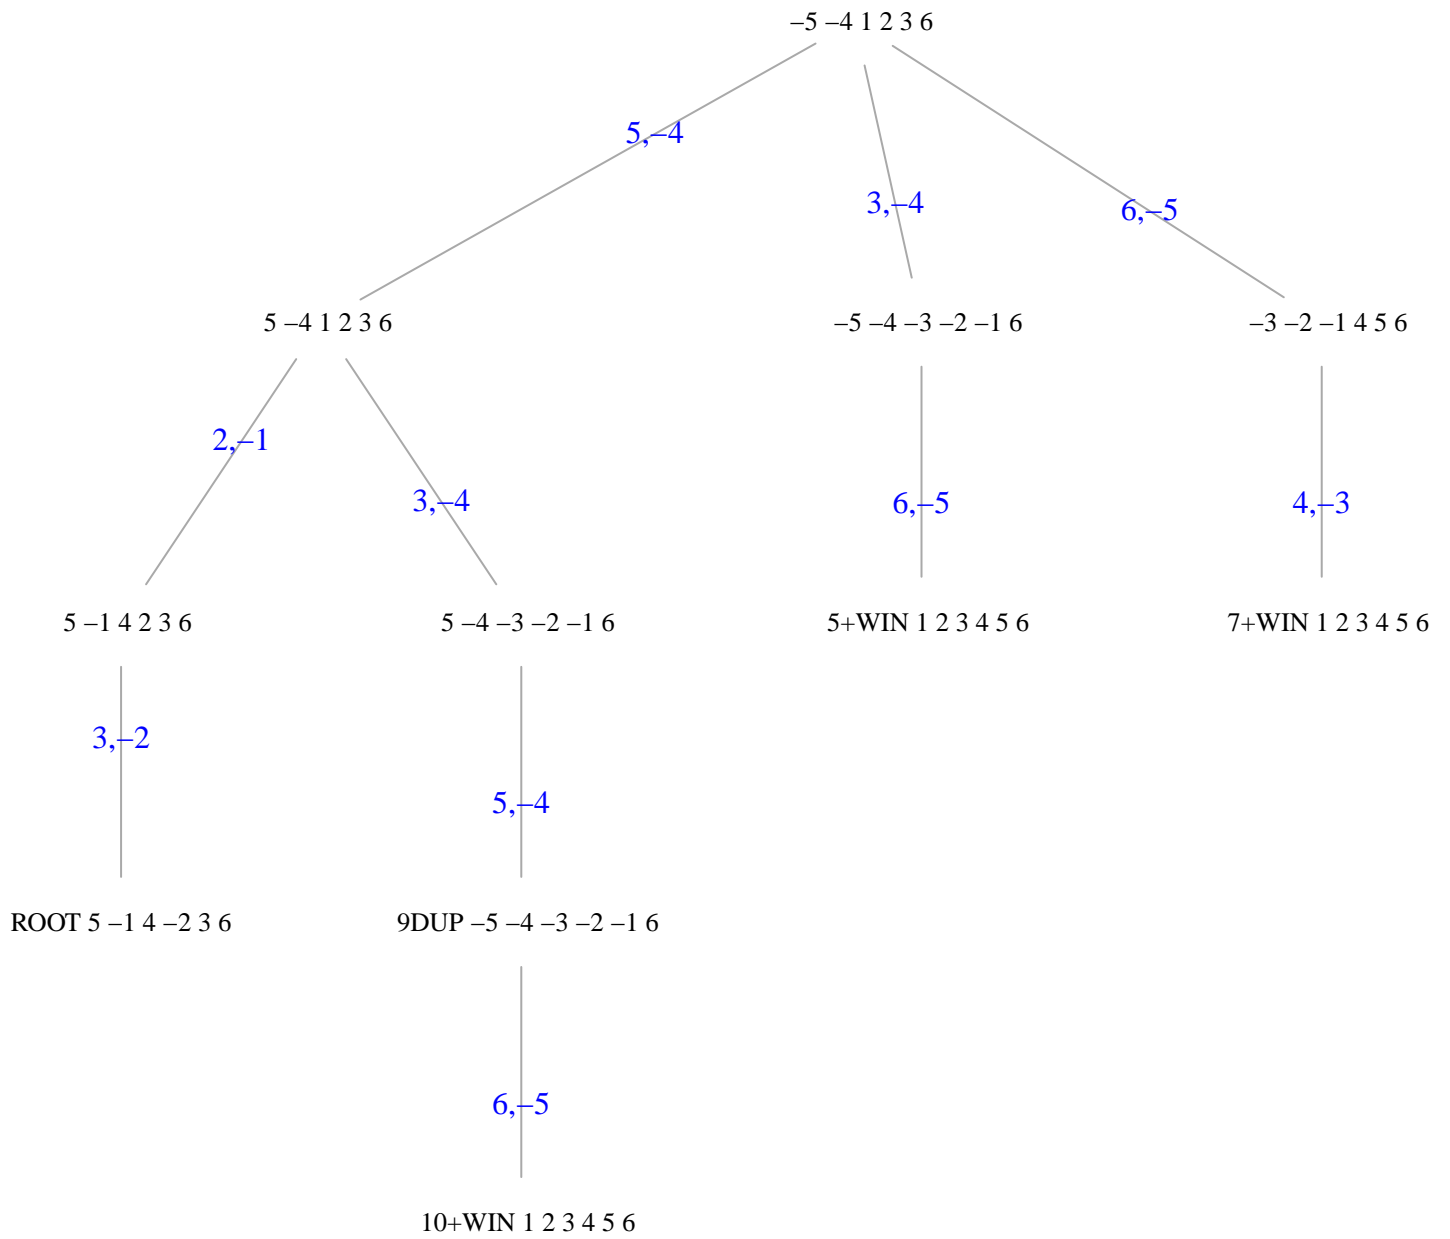 –5 –4 1 2 3 6
5,–4
3,–4
6,–5
5 –4 1 2 3 6
–5 –4 –3 –2 –1 6
–3 –2 –1 4 5 6
2,–1
3,–4
6,–5
4,–3
5 –1 4 2 3 6
5 –4 –3 –2 –1 6
5+WIN 1 2 3 4 5 6
7+WIN 1 2 3 4 5 6
3,–2
5,–4
ROOT 5 –1 4 –2 3 6
9DUP –5 –4 –3 –2 –1 6
6,–5
10+WIN 1 2 3 4 5 6